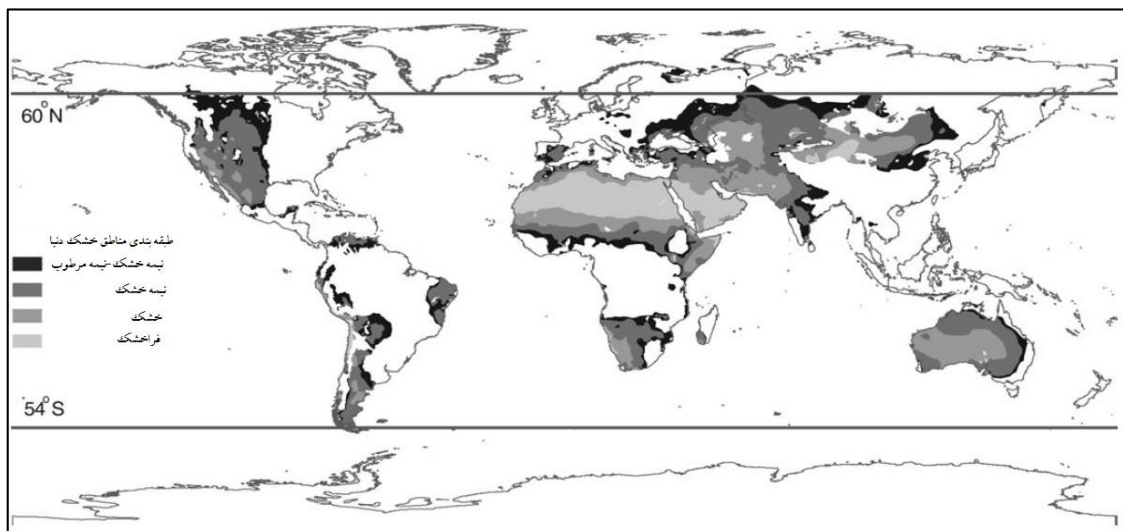 60°N
طبقه بندی مناطق خشک دنیا
نیمه خشک-نیمه مرطوب
نیمه خشک
خشک
فراخشک
54°S